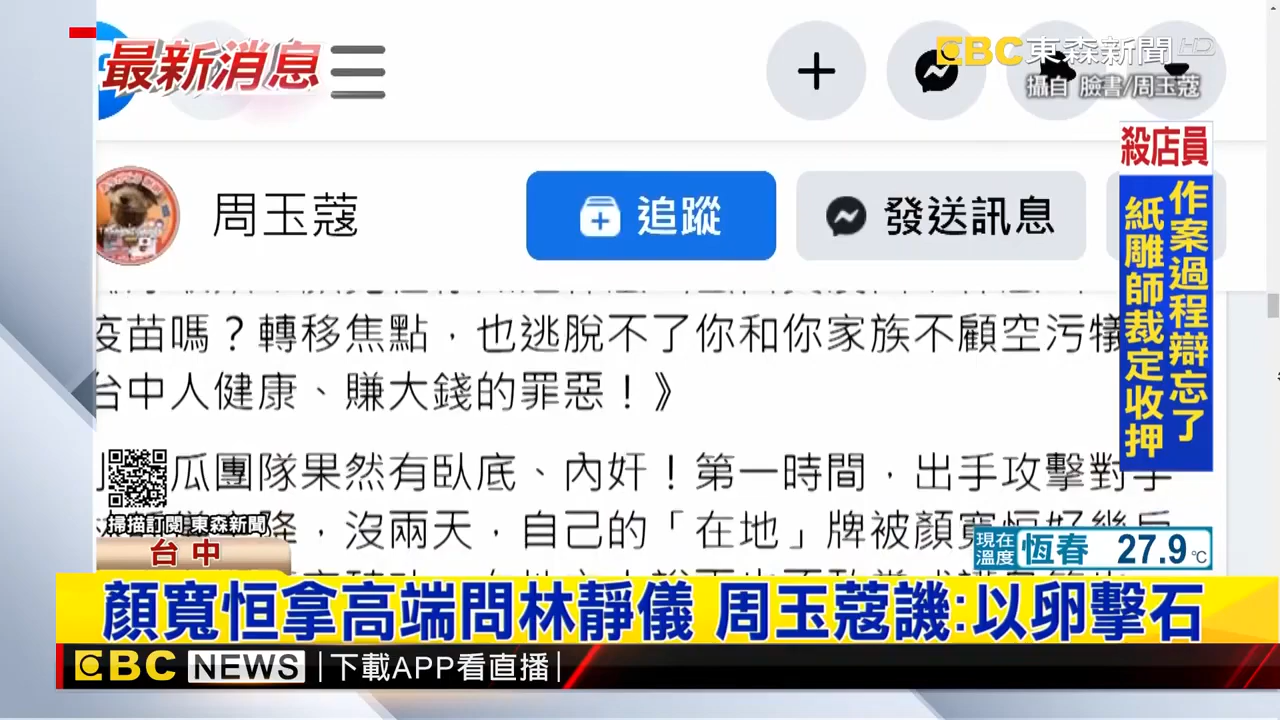 最新消息
EBC 東森新聞 HD
攝自 臉書/周玉蔻
周玉蔻
追蹤
發送訊息
殺店員
作案過程辯忘了
紙雕師裁定收押
疫苗嗎？轉移焦點，也逃脫不了你和你家族不顧空污犧
台中人健康、賺大錢的罪惡！》
瓜團隊果然有臥底、內奸！第一時間，出手攻擊對手
，沒兩天，自己的「在地」牌被顏寬恒好幾
掃描訂閱 東森新聞
台中
現在溫度 恆春 27.9℃
顏寬恒拿高端問林靜儀 周玉蔻譏:以卵擊石
EBC NEWS 下載APP看直播